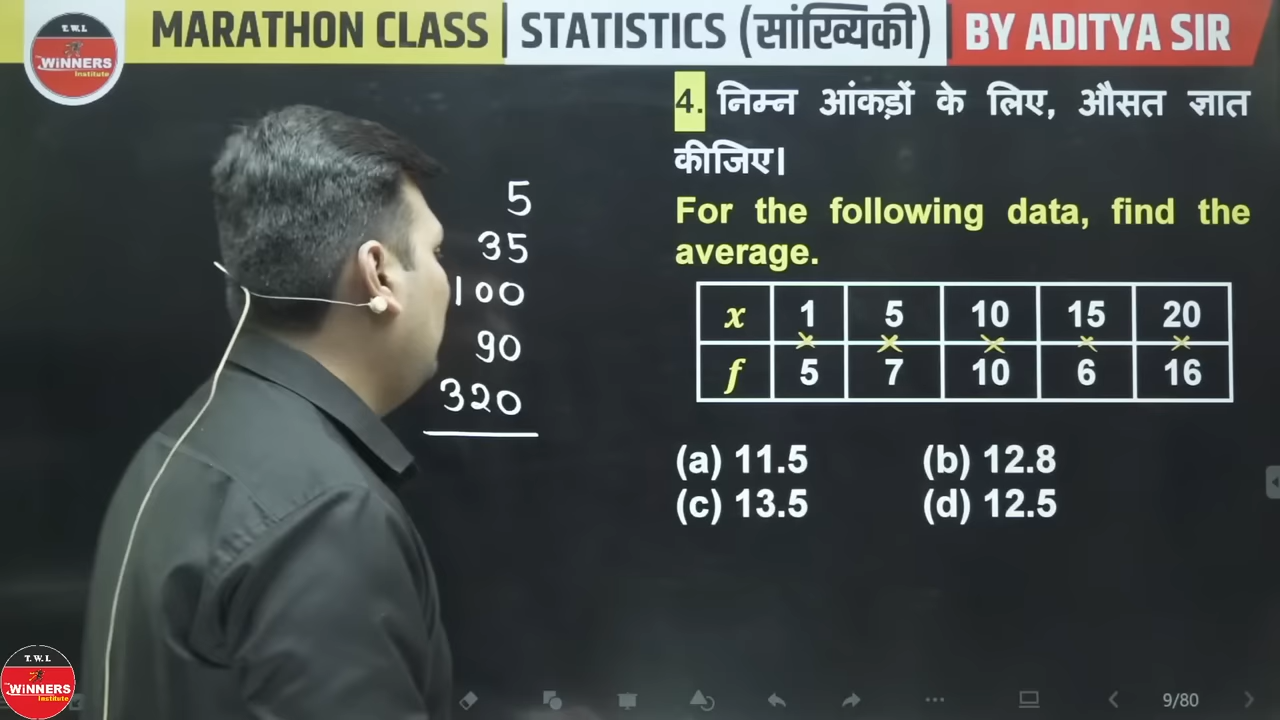 MARATHON CLASS | STATISTICS (सांख्यिकी) BY ADITYA SIR
T.W.L
WiNNERS
Institute
4. निम्न आंकड़ों के लिए, औसत ज्ञात
कीजिए।
For the following data, find the
average.
x 1 5 10 15 20
× × × × ×
f 5 7 10 6 16
(a) 11.5 (b) 12.8
(c) 13.5 (d) 12.5
5
35
100
90
320
T.W.L
WiNNERS
Institute
9/80